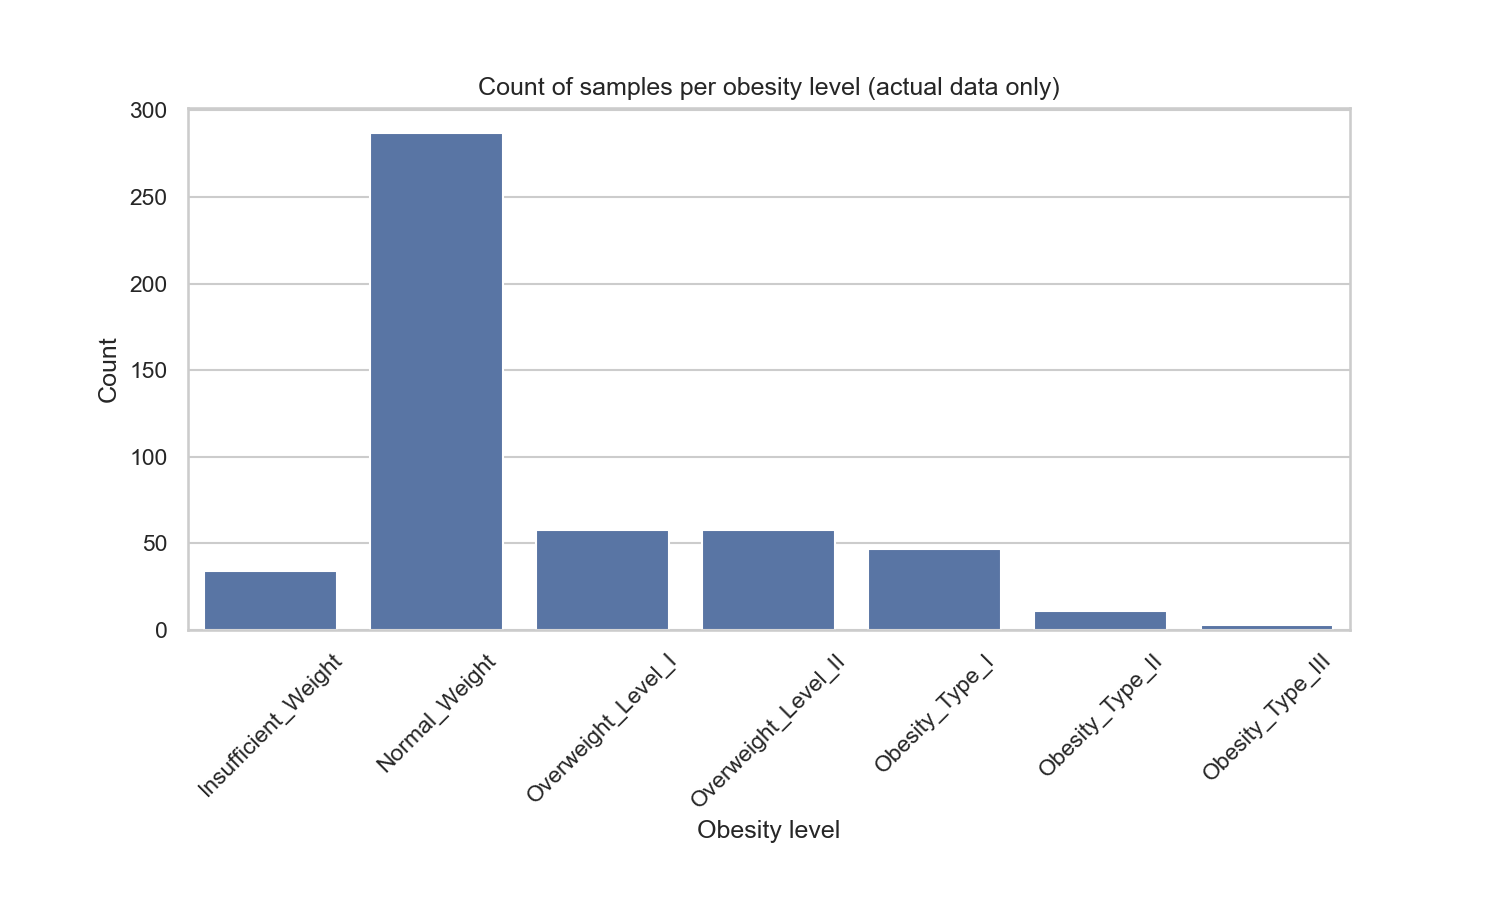 Count of samples per obesity level (actual data only)
300
250
200
150
100
50
0
Count
Insufficient_Weight
Normal_Weight
Overweight_Level_I
Overweight_Level_II
Obesity_Type_I
Obesity_Type_II
Obesity_Type_III
Obesity level